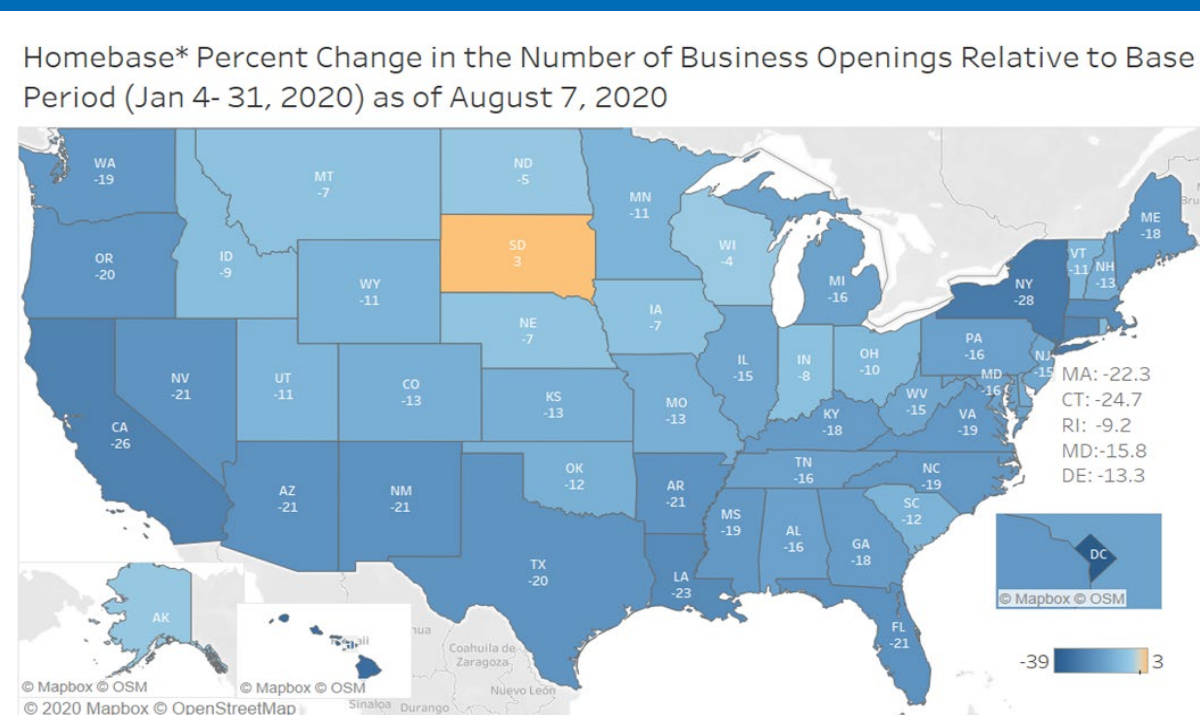 Homebase* Percent Change in the Number of Business Openings Relative to Base
Period (Jan 4- 31, 2020) as of August 7, 2020
WA
-19
MT
-7
ND
-5
MN
-11
ME
-18
OR
-20
ID
-9
SD
3
WI
-4
VT
-11
NH
-13
WY
-11
MI
-16
NY
-28
NE
-7
IA
-7
PA
-16
NJ
-15
NV
-21
UT
-11
CO
-13
IL
-15
IN
-8
OH
-10
MD
-16
MA: -22.3
CT: -24.7
RI: -9.2
MD:-15.8
DE: -13.3
CA
-26
KS
-13
MO
-13
KY
-18
WV
-15
VA
-19
AZ
-21
NM
-21
OK
-12
AR
-21
TN
-16
NC
-19
SC
-12
MS
-19
AL
-16
GA
-18
DC
© Mapbox © OSM
TX
-20
LA
-23
FL
-21
AK
© Mapbox © OSM
© Mapbox © OSM
Coahuila de
Zaragoza
Nuevo León
Sinaloa
Durango
-39
3
© 2020 Mapbox © OpenStreetMap